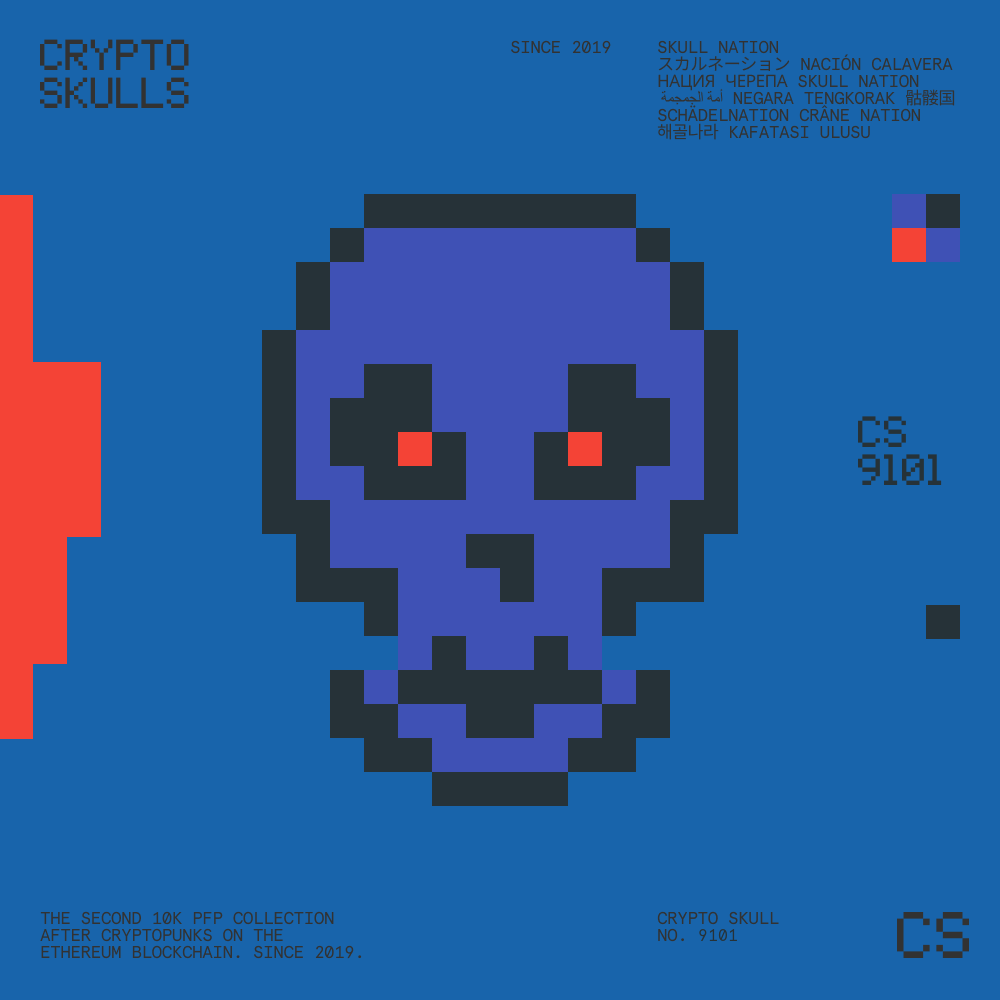 CRYPTO
SKULLS
SINCE 2019
SKULL NATION
スカルネーション NACIÓN CALAVERA
НАЦИЯ ЧЕРЕПА SKULL NATION
أمة الجمجمة NEGARA TENGKORAK 骷髅国
SCHÄDELNATION CRÂNE NATION
해골나라 KAFATASI ULUSU
CS
9101
THE SECOND 10K PFP COLLECTION
AFTER CRYPTOPUNKS ON THE
ETHEREUM BLOCKCHAIN. SINCE 2019.
CRYPTO SKULL
NO. 9101
CS